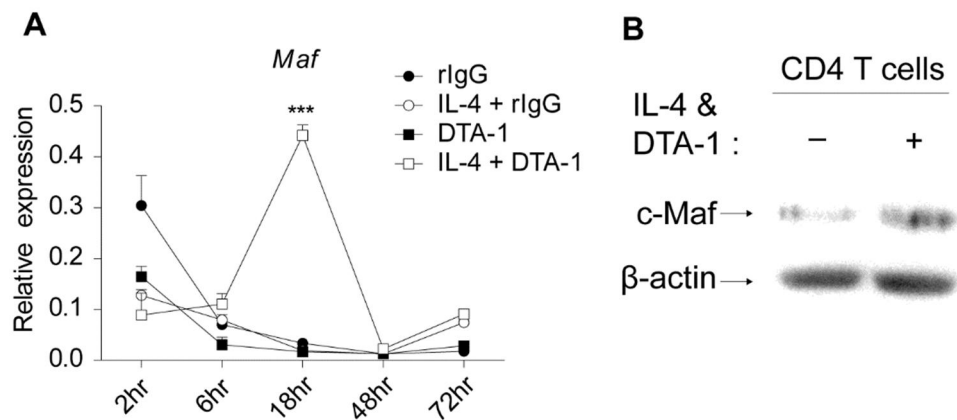 A
Maf
rIgG
IL-4 + rIgG
DTA-1
IL-4 + DTA-1
***
Relative expression
0.5
0.4
0.3
0.2
0.1
0.0
2hr
6hr
18hr
48hr
72hr
B
CD4 T cells
IL-4 &
DTA-1 : – +
c-Maf
β-actin